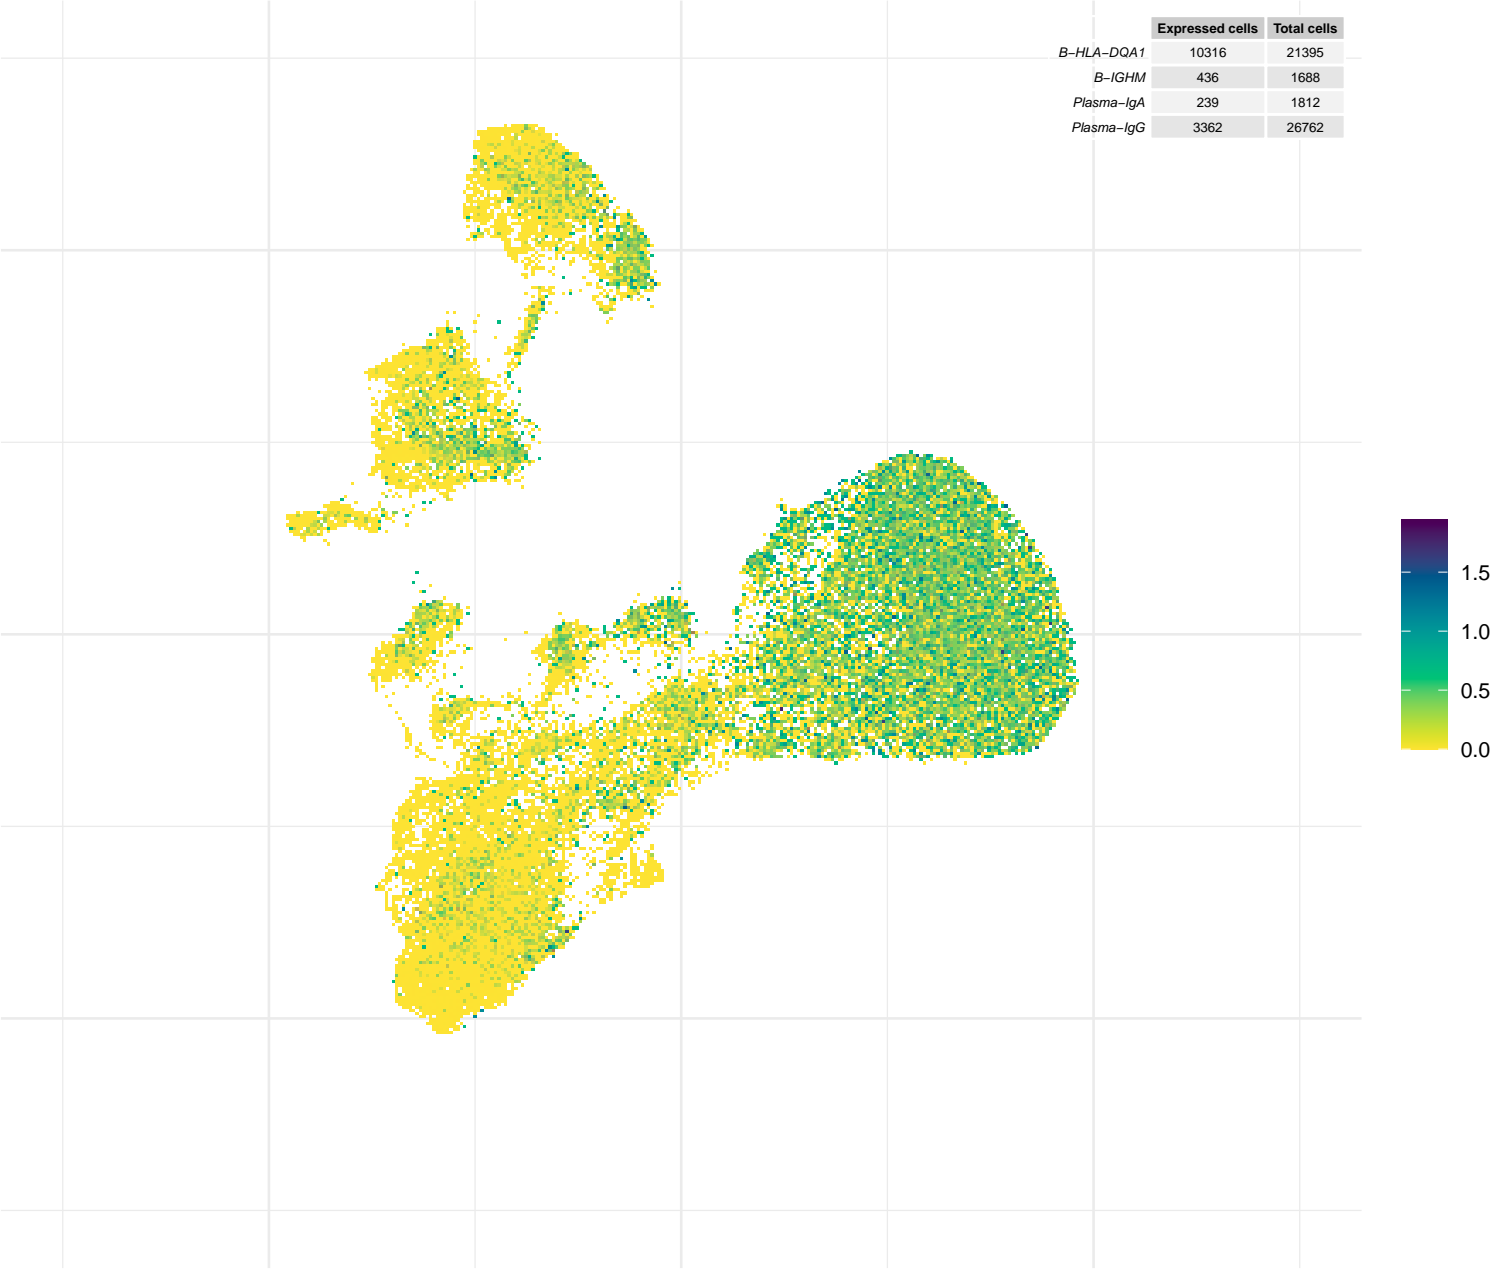 Expressed cells Total cells
B−HLA−DQA1 10316 21395
B−IGHM 436 1688
Plasma−IgA 239 1812
Plasma−IgG 3362 26762
1.5
1.0
0.5
0.0